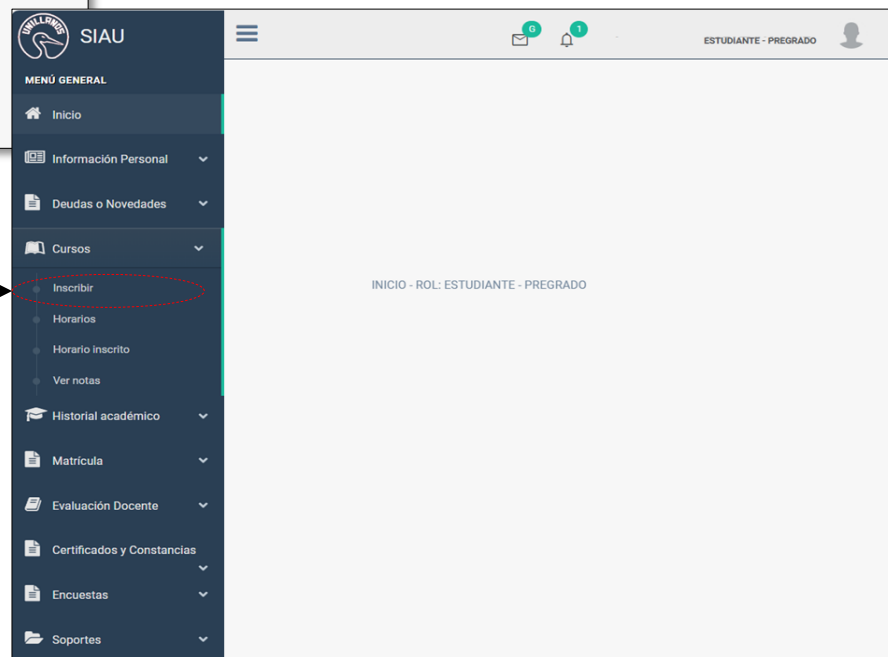 UNILLANOS
SIAU
G
1
ESTUDIANTE - PREGRADO
MENÚ GENERAL
Inicio
Información Personal
Deudas o Novedades
Cursos
Inscribir
Horarios
Horario inscrito
Ver notas
Historial académico
Matrícula
Evaluación Docente
Certificados y Constancias
Encuestas
Soportes
INICIO - ROL: ESTUDIANTE - PREGRADO